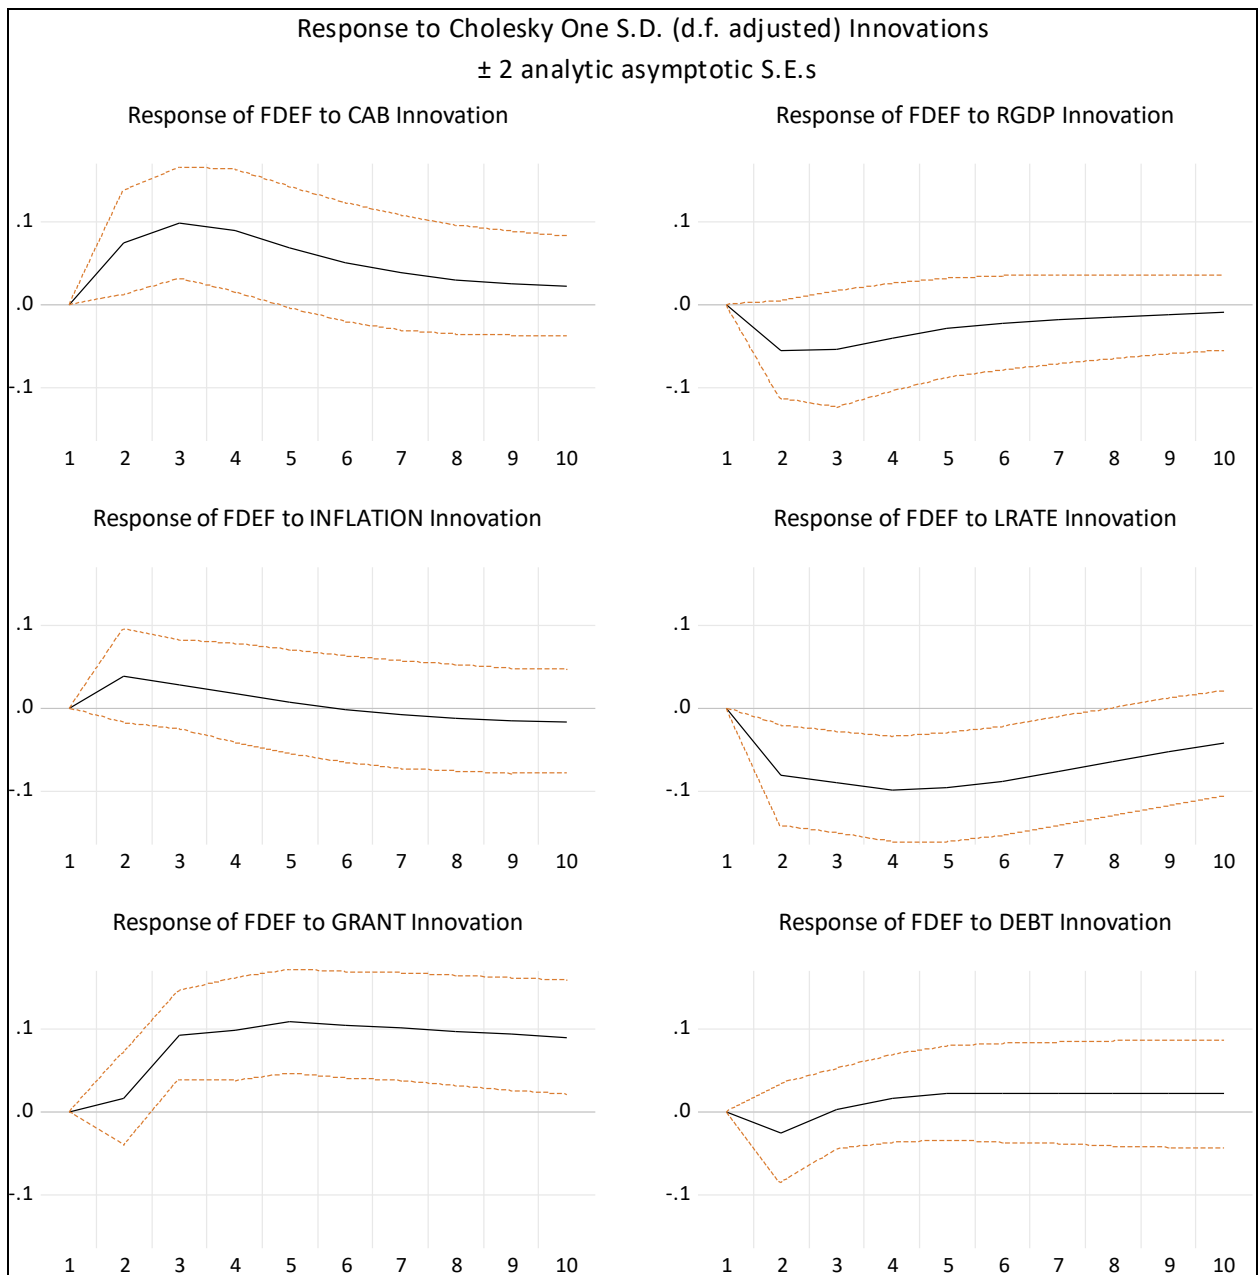 Response to Cholesky One S.D. (d.f. adjusted) Innovations
± 2 analytic asymptotic S.E.s
Response of FDEF to CAB Innovation
.1
.0
-.1
1 2 3 4 5 6 7 8 9 10
Response of FDEF to RGDP Innovation
.1
.0
-.1
1 2 3 4 5 6 7 8 9 10
Response of FDEF to INFLATION Innovation
.1
.0
-.1
1 2 3 4 5 6 7 8 9 10
Response of FDEF to LRATE Innovation
.1
.0
-.1
1 2 3 4 5 6 7 8 9 10
Response of FDEF to GRANT Innovation
.1
.0
-.1
1 2 3 4 5 6 7 8 9 10
Response of FDEF to DEBT Innovation
.1
.0
-.1
1 2 3 4 5 6 7 8 9 10